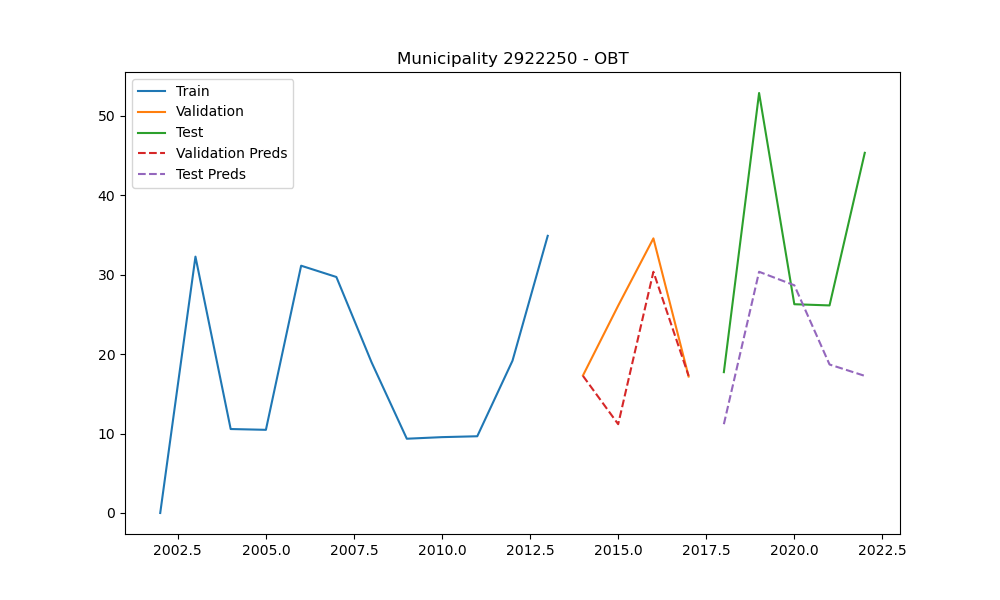 Municipality 2922250 - OBT
Train
Validation
Test
Validation Preds
Test Preds
50
40
30
20
10
0
2002.5 2005.0 2007.5 2010.0 2012.5 2015.0 2017.5 2020.0 2022.5